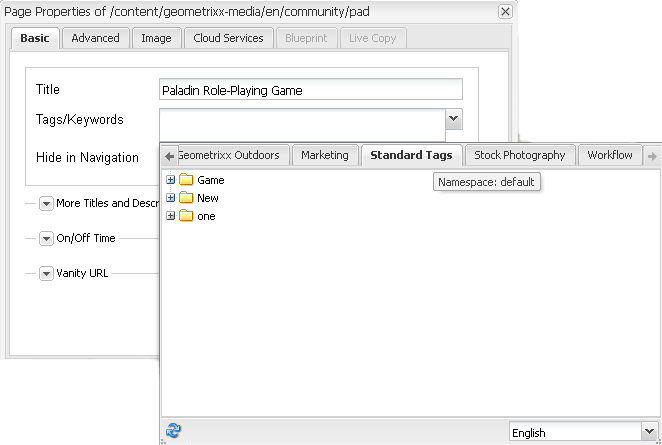 Page Properties of /content/geometrixx-media/en/community/pad
Basic Advanced Image Cloud Services Blueprint Live Copy
Title Paladin Role-Playing Game
Tags/Keywords
Hide in Navigation
Geometrixx Outdoors Marketing Standard Tags Stock Photography Workflow
Namespace: default
Game
New
one
More Titles and Descr
On/Off Time
Vanity URL
English